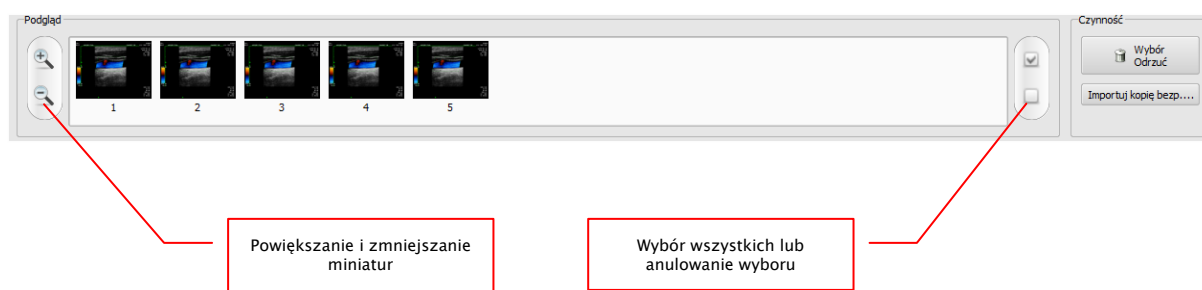 Podgląd
Czynność
Wybór
Odrzuć
Importuj kopię bezp....
1 2 3 4 5
Powiększanie i zmniejszanie
miniatur
Wybór wszystkich lub
anulowanie wyboru